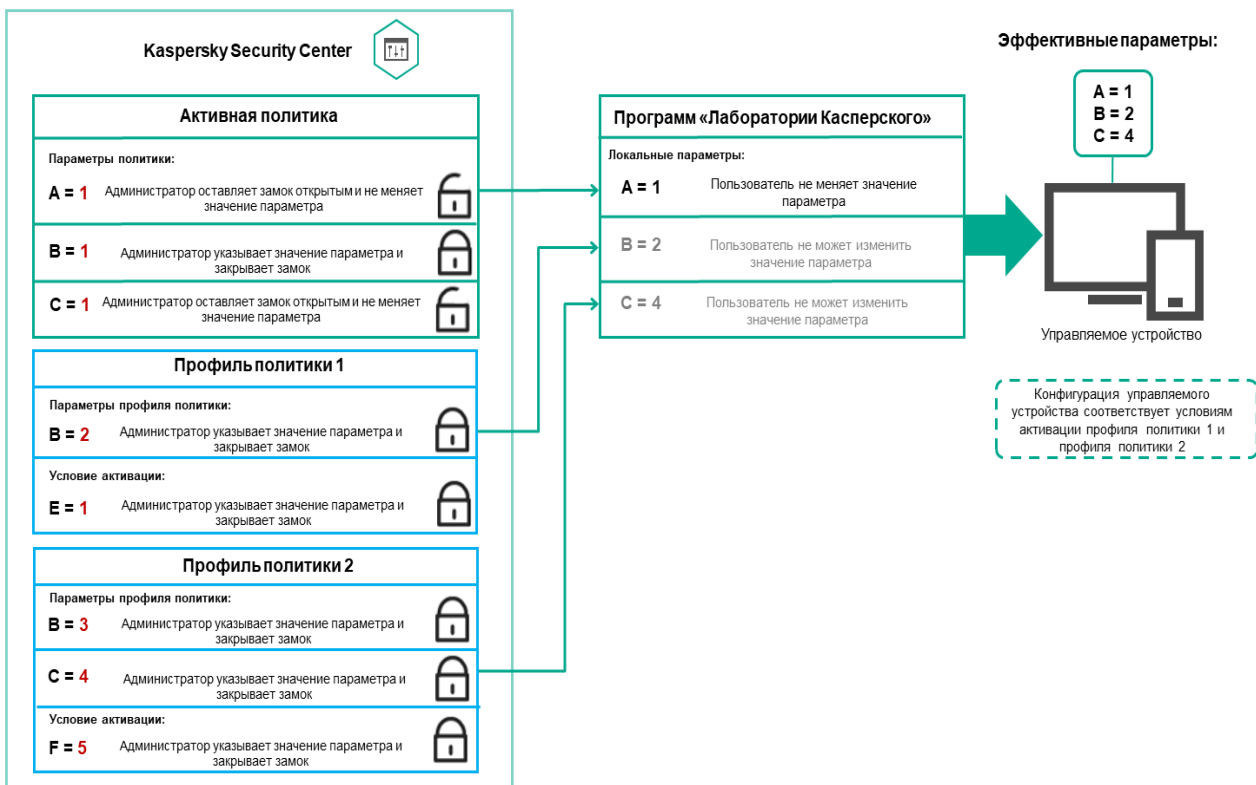 Kaspersky Security Center
Активная политика
Параметры политики:
A = 1 Администратор оставляет замок открытым и не меняет
значение параметра
B = 1 Администратор указывает значение параметра и
закрывает замок
C = 1 Администратор оставляет замок открытым и не меняет
значение параметра
Профиль политики 1
Параметры профиля политики:
B = 2 Администратор указывает значение параметра и
закрывает замок
Условие активации:
E = 1 Администратор указывает значение параметра и
закрывает замок
Профиль политики 2
Параметры профиля политики:
B = 3 Администратор указывает значение параметра и
закрывает замок
C = 4 Администратор указывает значение параметра и
закрывает замок
Условие активации:
F = 5 Администратор указывает значение параметра и
закрывает замок
Программ «Лаборатории Касперского»
Локальные параметры:
A = 1 Пользователь не меняет значение
параметра
B = 2 Пользователь не может изменить
значение параметра
C = 4 Пользователь не может изменить
значение параметра
Эффективные параметры:
A = 1
B = 2
C = 4
Управляемое устройство
Конфигурация управляемого
устройства соответствует условиям
активации профиля политики 1 и
профиля политики 2